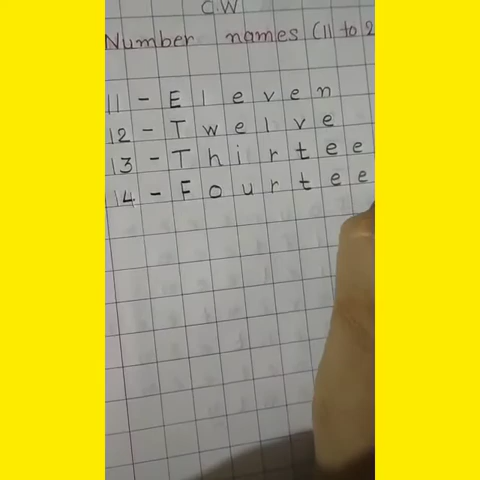 C.W
Number names (11 to 2
11 - Eleven
12 - Twelve
13 - Thirtee
14 - Fourtee